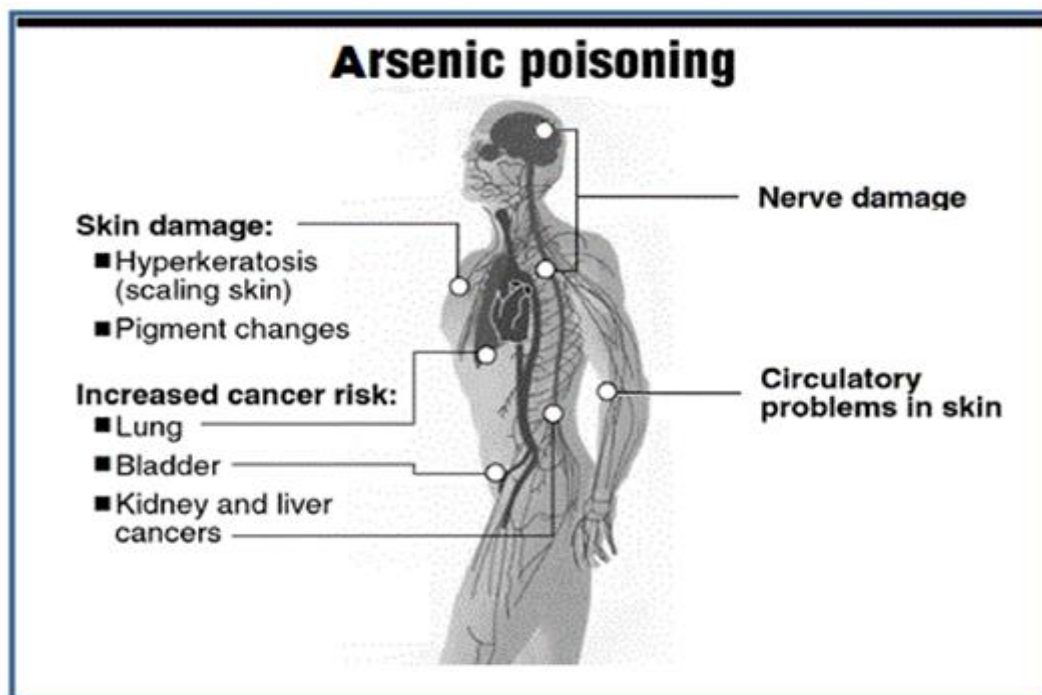 Arsenic poisoning
Skin damage:
■ Hyperkeratosis
(scaling skin)
■ Pigment changes
Increased cancer risk:
■ Lung
■ Bladder
■ Kidney and liver
cancers
Nerve damage
Circulatory
problems in skin